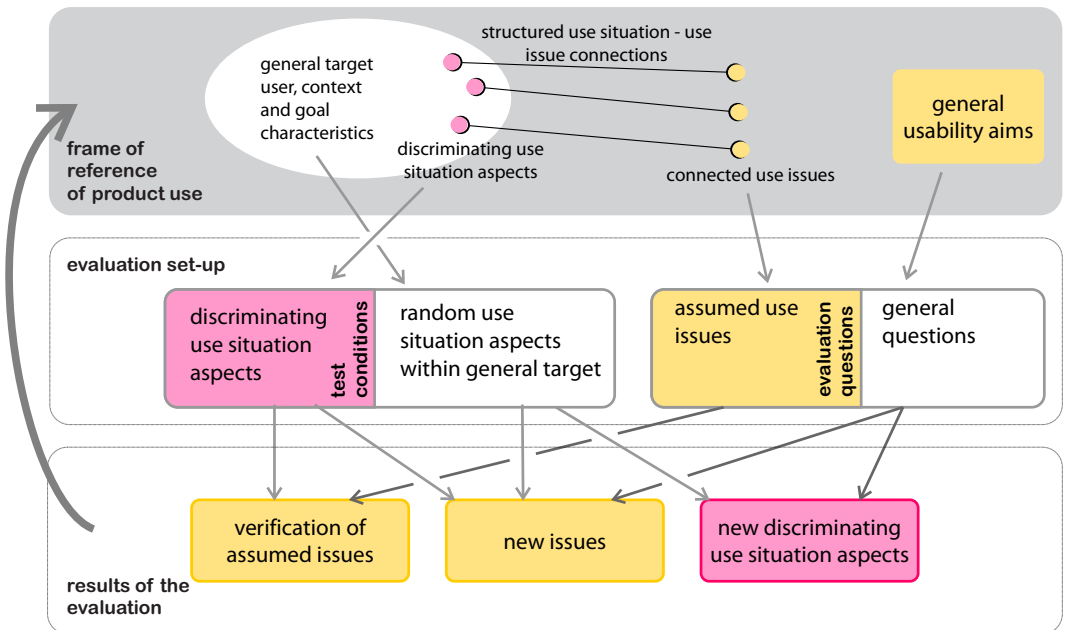 structured use situation - use
issue connections
general target
user, context
and goal
characteristics
general
usability aims
frame of
reference
of product use
discriminating use
situation aspects
connected use issues
evaluation set-up
discriminating
use situation
aspects
test
conditions
random use
situation aspects
within general target
assumed use
issues
evaluation
questions
general
questions
verification of
assumed issues
new issues
new discriminating
use situation aspects
results of the
evaluation